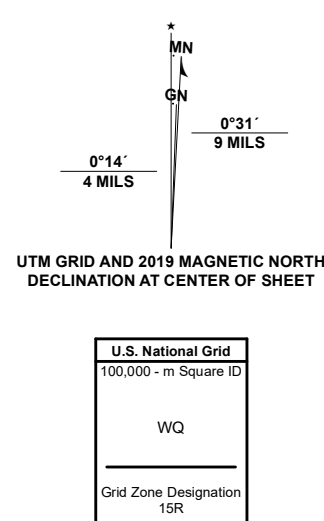 ★
MN
GN
0°31´
9 MILS
0°14´
4 MILS
UTM GRID AND 2019 MAGNETIC NORTH
DECLINATION AT CENTER OF SHEET
U.S. National Grid
100,000 - m Square ID
WQ
Grid Zone Designation
15R